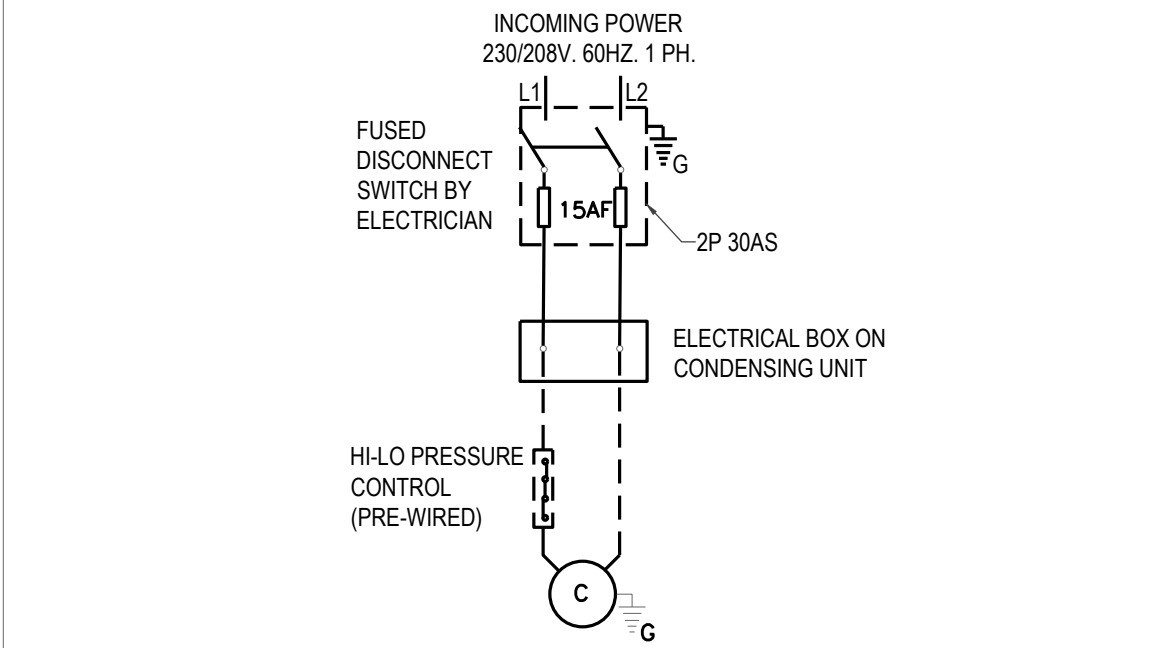 INCOMING POWER
230/208V. 60HZ. 1 PH.
L1
L2
FUSED
DISCONNECT
SWITCH BY
ELECTRICIAN
G
15AF
2P 30AS
ELECTRICAL BOX ON
CONDENSING UNIT
HI-LO PRESSURE
CONTROL
(PRE-WIRED)
C
G